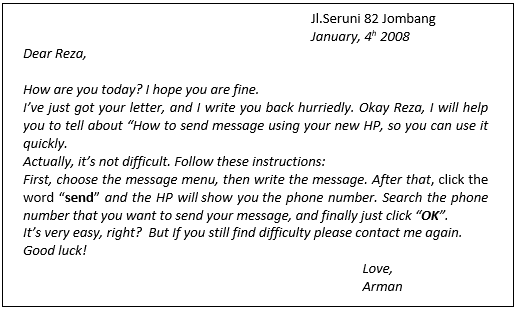 Jl.Seruni 82 Jombang
January, 4ʰ 2008
Dear Reza,
How are you today? I hope you are fine.
I've just got your letter, and I write you back hurriedly. Okay Reza, I will help
you to tell about “How to send message using your new HP, so you can use it
quickly.
Actually, it's not difficult. Follow these instructions:
First, choose the message menu, then write the message. After that, click the
word “send” and the HP will show you the phone number. Search the phone
number that you want to send your message, and finally just click “OK”.
It's very easy, right? But If you still find difficulty please contact me again.
Good luck!
Love,
Arman